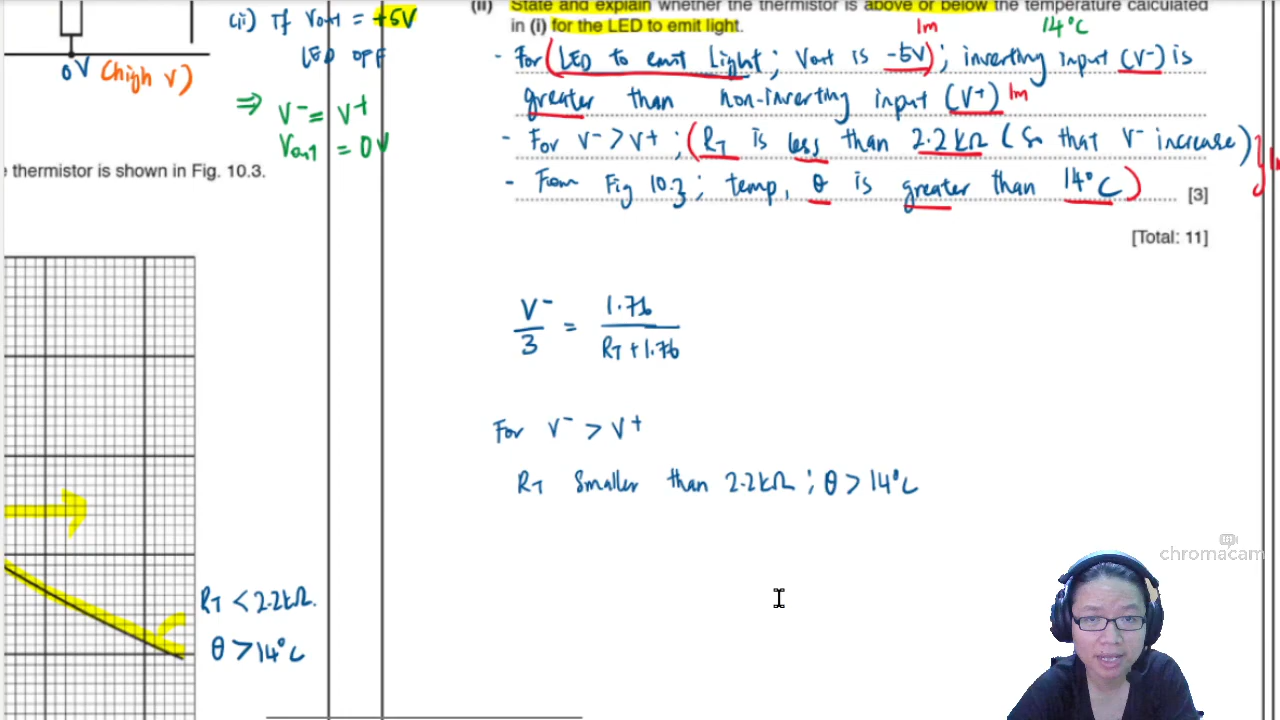 (ii) If Vout = +5V
LED OFF
⇒ V⁻ = V⁺
Vout = 0V
0V (high V)
thermistor is shown in Fig. 10.3.
RT < 2.2kΩ.
θ > 14°C
(ii) State and explain whether the thermistor is above or below the temperature calculated
in (i) for the LED to emit light.
1m 14°C
- For (LED to emit light; Vout is -5V); inverting input (V⁻) is
greater than non-inverting input (V⁺) 1m
- For V⁻ > V⁺ ; (RT is less than 2.2kΩ (so that V⁻ increase)
- From Fig 10.3; temp, θ is greater than 14°C)
[3]
[Total: 11]
V⁻/3 = 1.76/(RT + 1.76)
For V⁻ > V⁺
RT smaller than 2.2kΩ ; θ > 14°C
chromacam